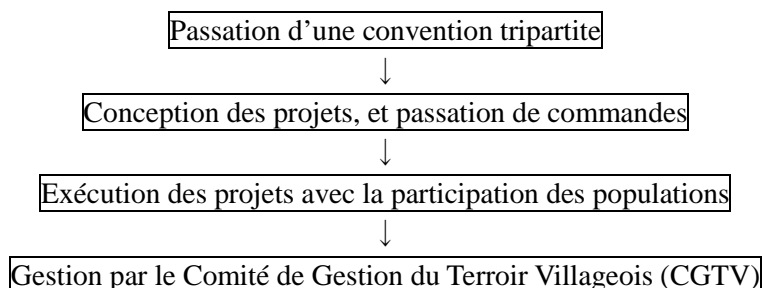 Passation d’une convention tripartite
↓
Conception des projets, et passation de commandes
↓
Exécution des projets avec la participation des populations
↓
Gestion par le Comité de Gestion du Terroir Villageois (CGTV)